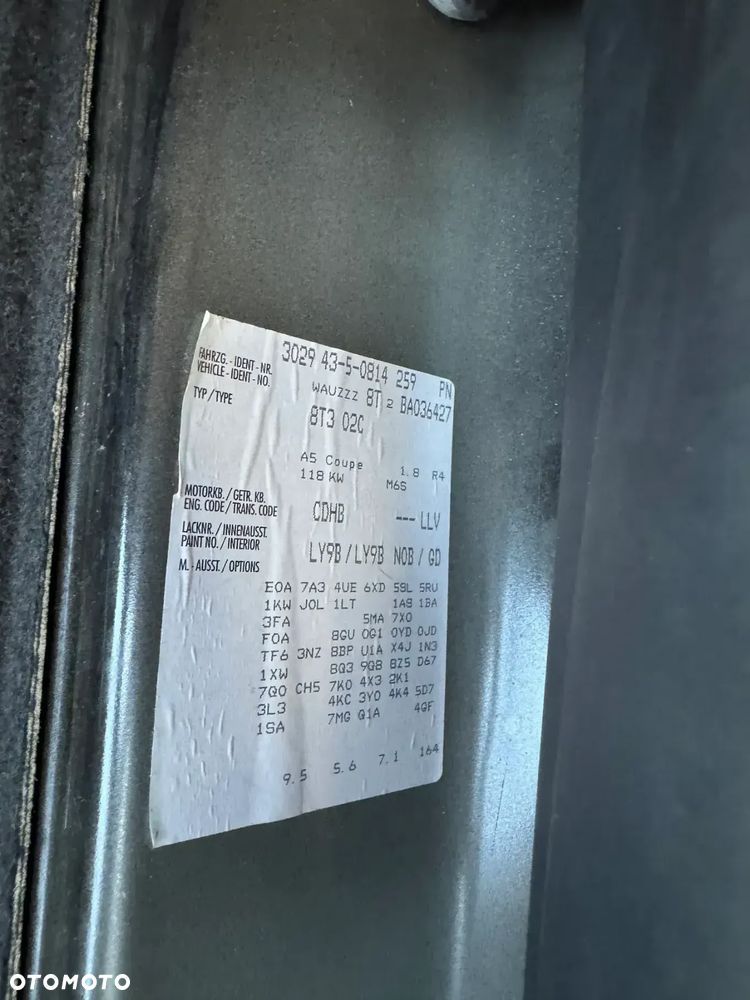 3029 43-5-0814 259 PN
FAHRZG.-IDENT-NR.
VEHICLE-IDENT-NO. WAUZZZ 8T 2 BA036427
TYP/TYPE 8T3 02C
A5 Coupe 1.8 R4
118 KW M6S
MOTORKB./GETR.KB.
ENG. CODE/TRANS. CODE CDHB --- LLV
LACKNR./INNENAUSST.
PAINT NO./INTERIOR LY9B/LY9B NOB/GD
M.-AUSST./OPTIONS
E0A 7A3 4UE 6XD 5SL 5RU
1KW J0L 1LT 1AS 1BA
3FA 5MA 7X0
F0A 8GU 0G1 0YD 0JD
TF6 3NZ 8BP U1A X4J 1N3
1XW 8Q3 9Q8 8Z5 D67
7Q0 CH5 7K0 4X3 2K1
3L3 4KC 3Y0 4K4 5D7
1SA 7MG Q1A 4GF
9.5 5.6 7.1 164
OTOMOTO